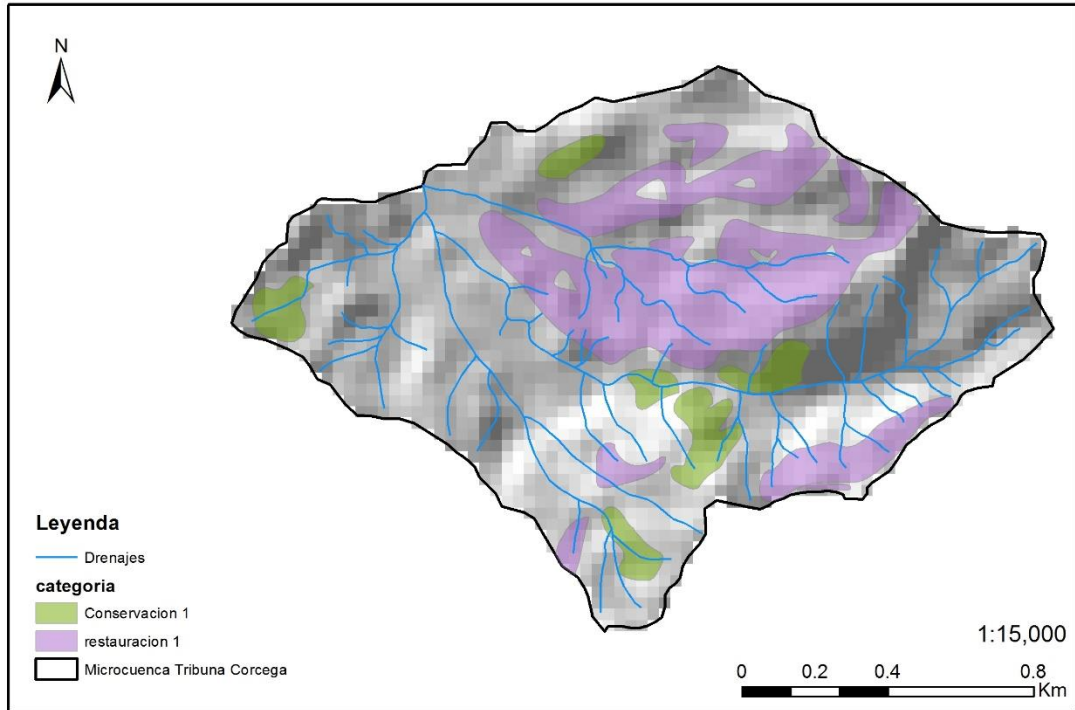 N
Leyenda
Drenajes
categoria
Conservacion 1
restauracion 1
Microcuenca Tribuna Corcega
1:15,000
0 0.2 0.4 0.8
Km